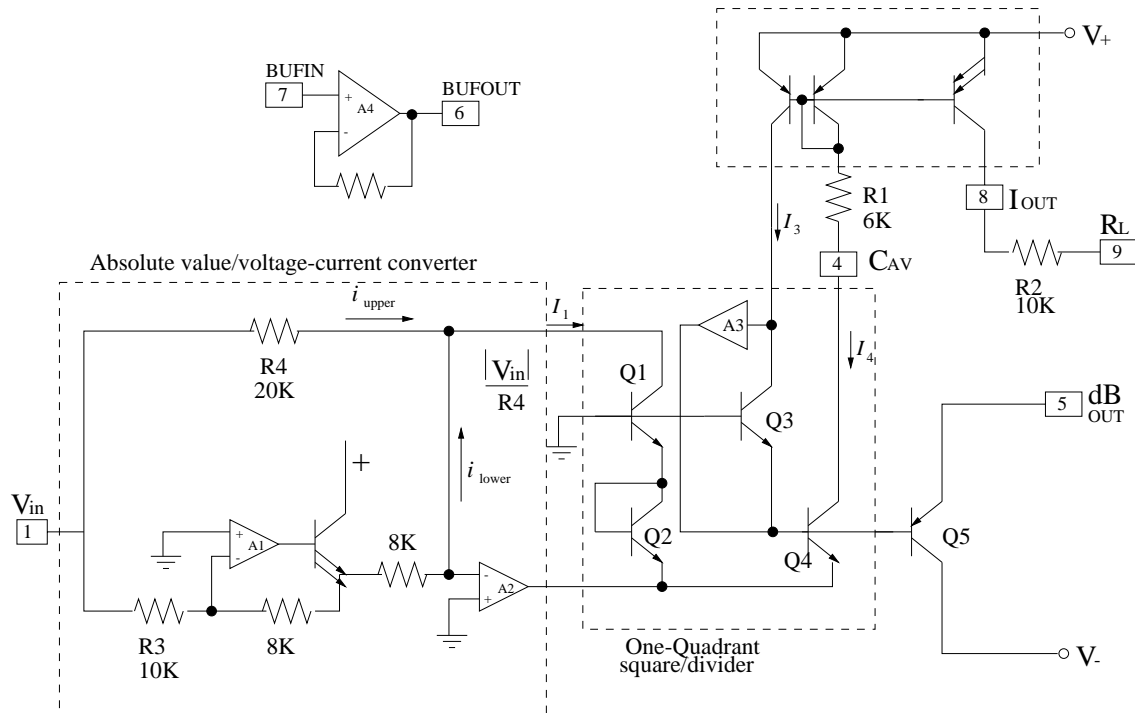 V+
BUFIN
7
+
-
A4
BUFOUT
6
R1
6K
8
IOUT
I3
4
CAV
RL
9
R2
10K
Absolute value/voltage-current converter
i upper
I1
A3
I4
R4
20K
|Vin|
R4
Q1
Q3
5
dB
OUT
+
i lower
Vin
1
+
-
A1
8K
Q2
Q4
Q5
-
+
A2
R3
10K
8K
One-Quadrant
square/divider
V-